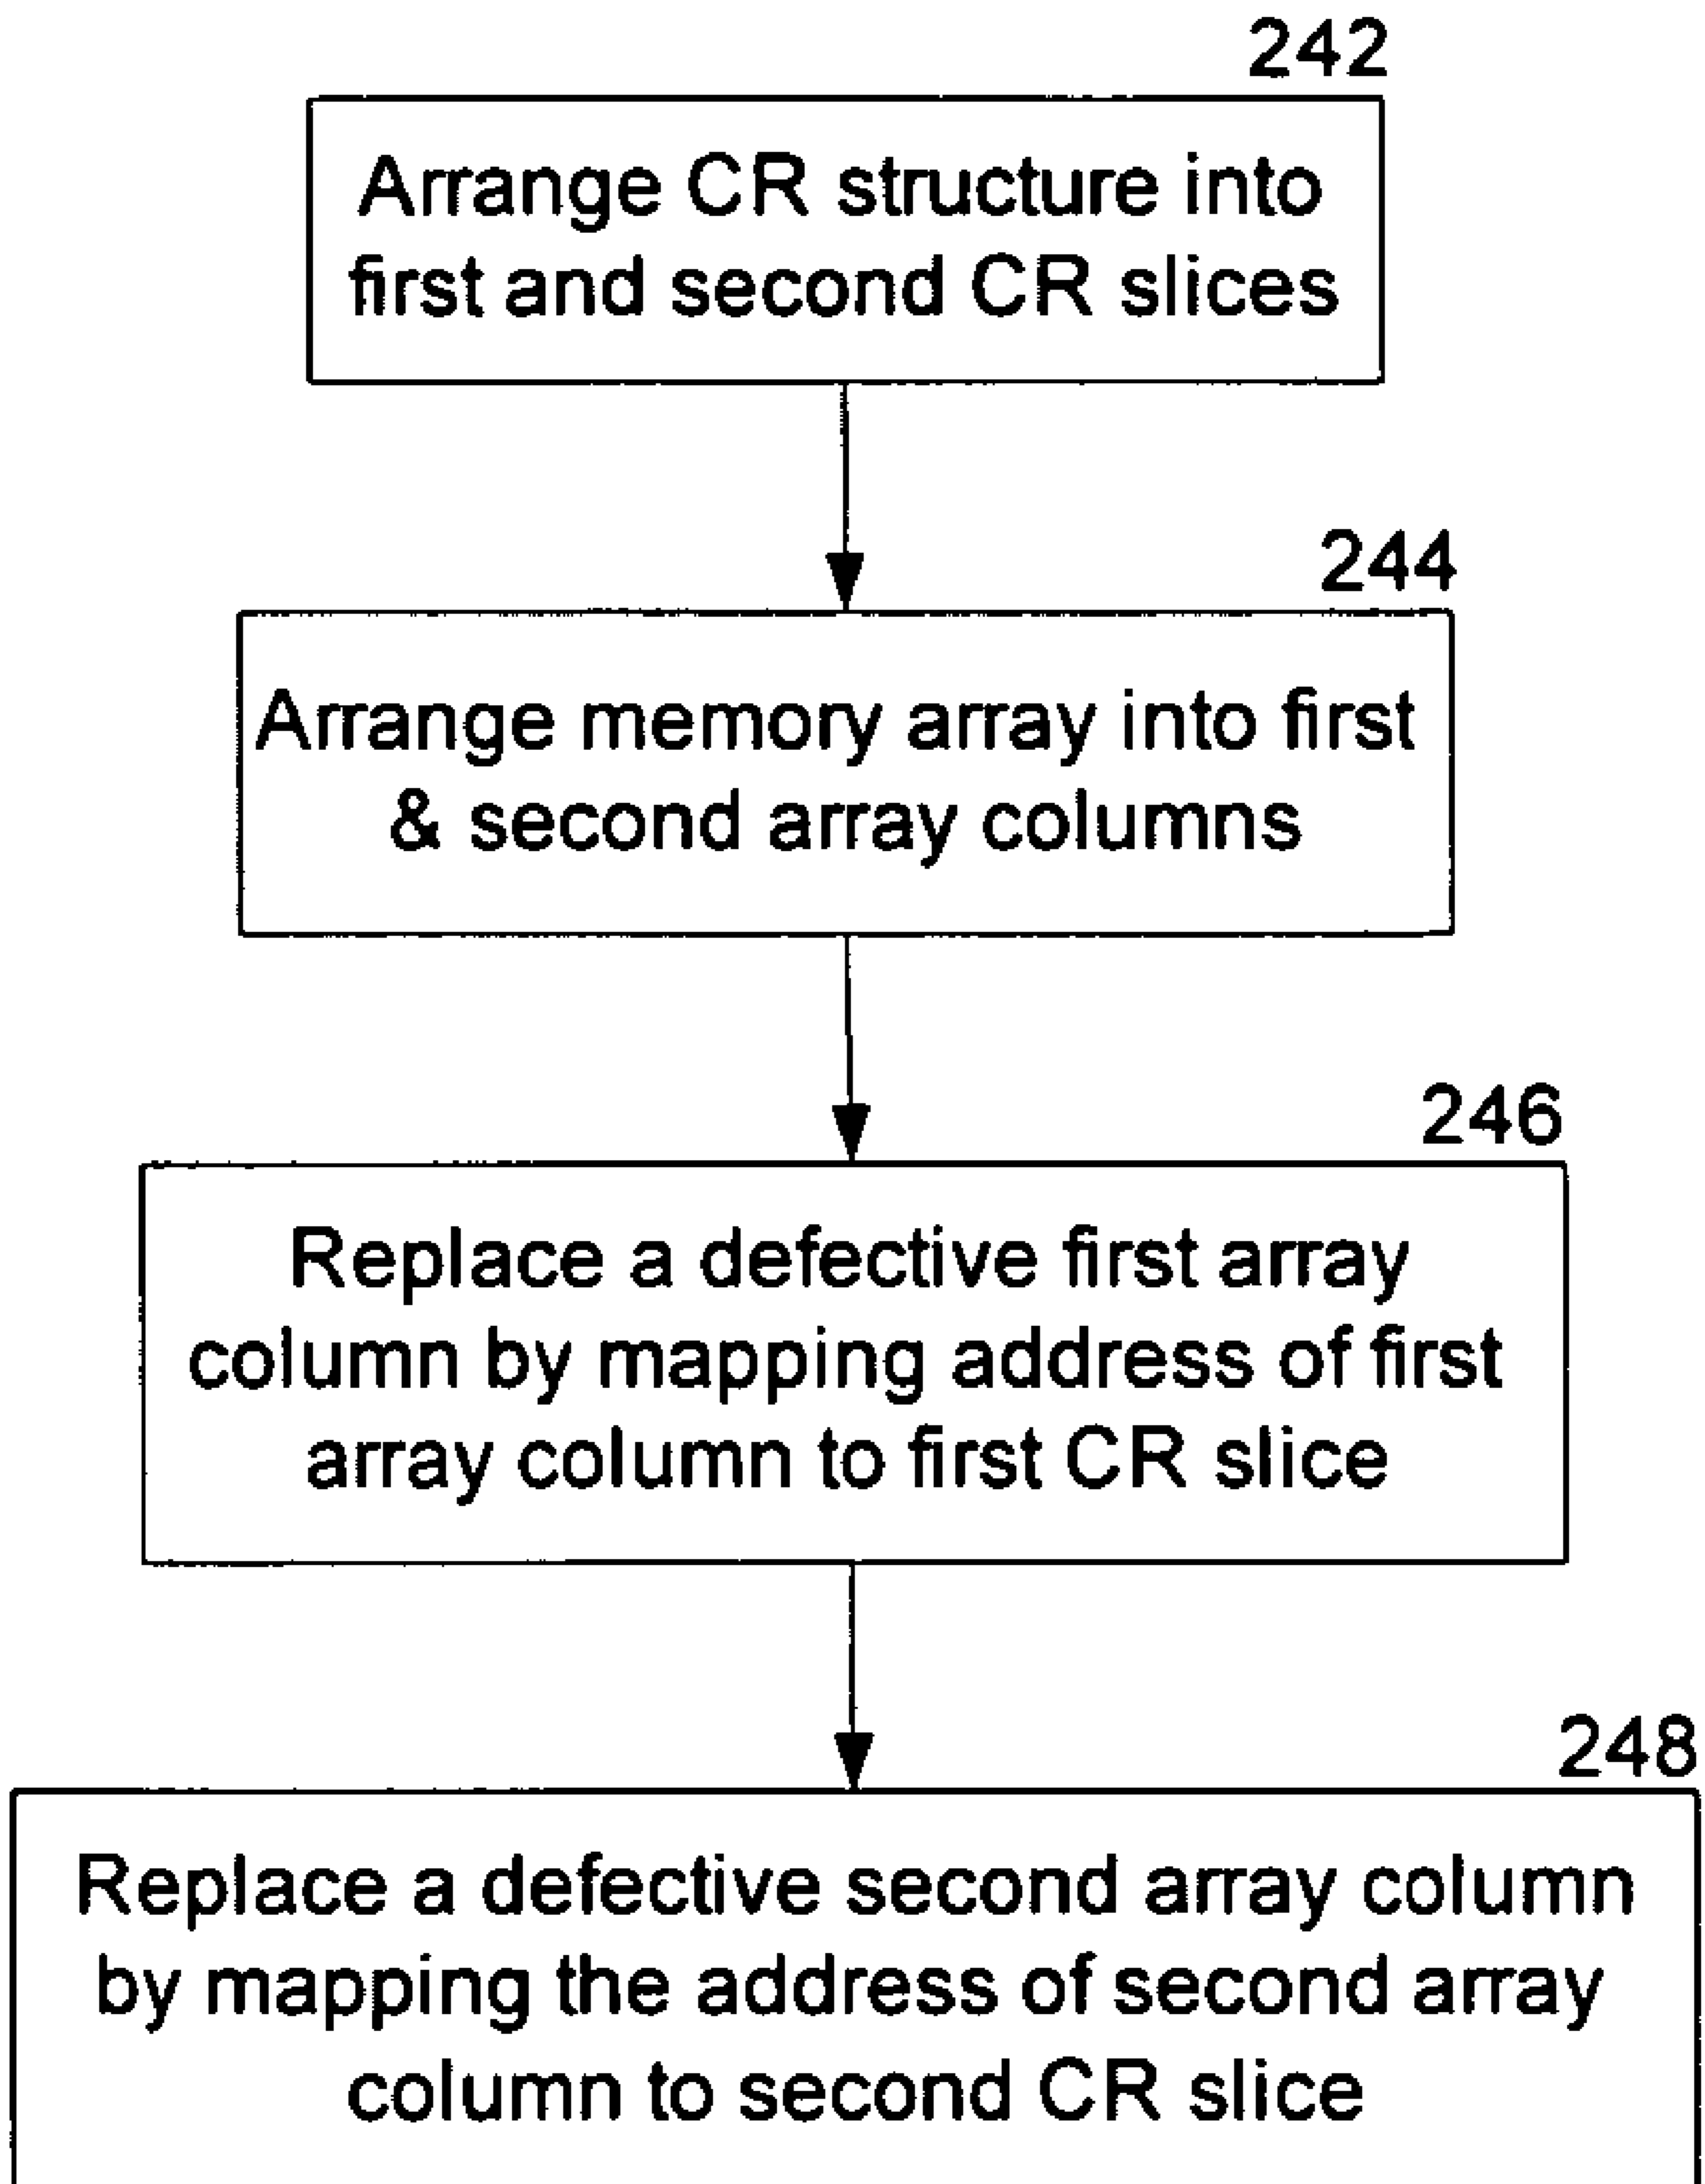 242
Arrange CR structure into
first and second CR slices
244
Arrange memory array into first
& second array columns
246
Replace a defective first array
column by mapping address of first
array column to first CR slice
248
Replace a defective second array column
by mapping the address of second array
column to second CR slice